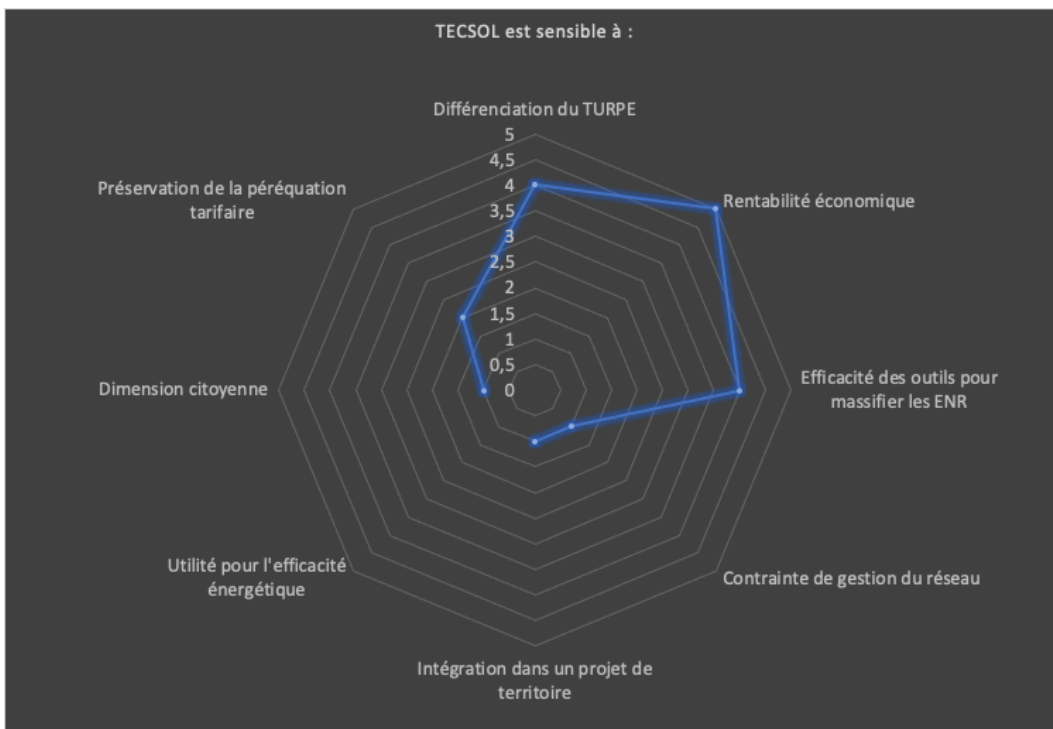 TECSOL est sensible à :
Différenciation du TURPE
5
4,5
4
3,5
3
2,5
2
1,5
1
0,5
0
Rentabilité économique
Efficacité des outils pour
massifier les ENR
Contrainte de gestion du réseau
Intégration dans un projet de
territoire
Utilité pour l'efficacité
énergétique
Dimension citoyenne
Préservation de la péréquation
tarifaire